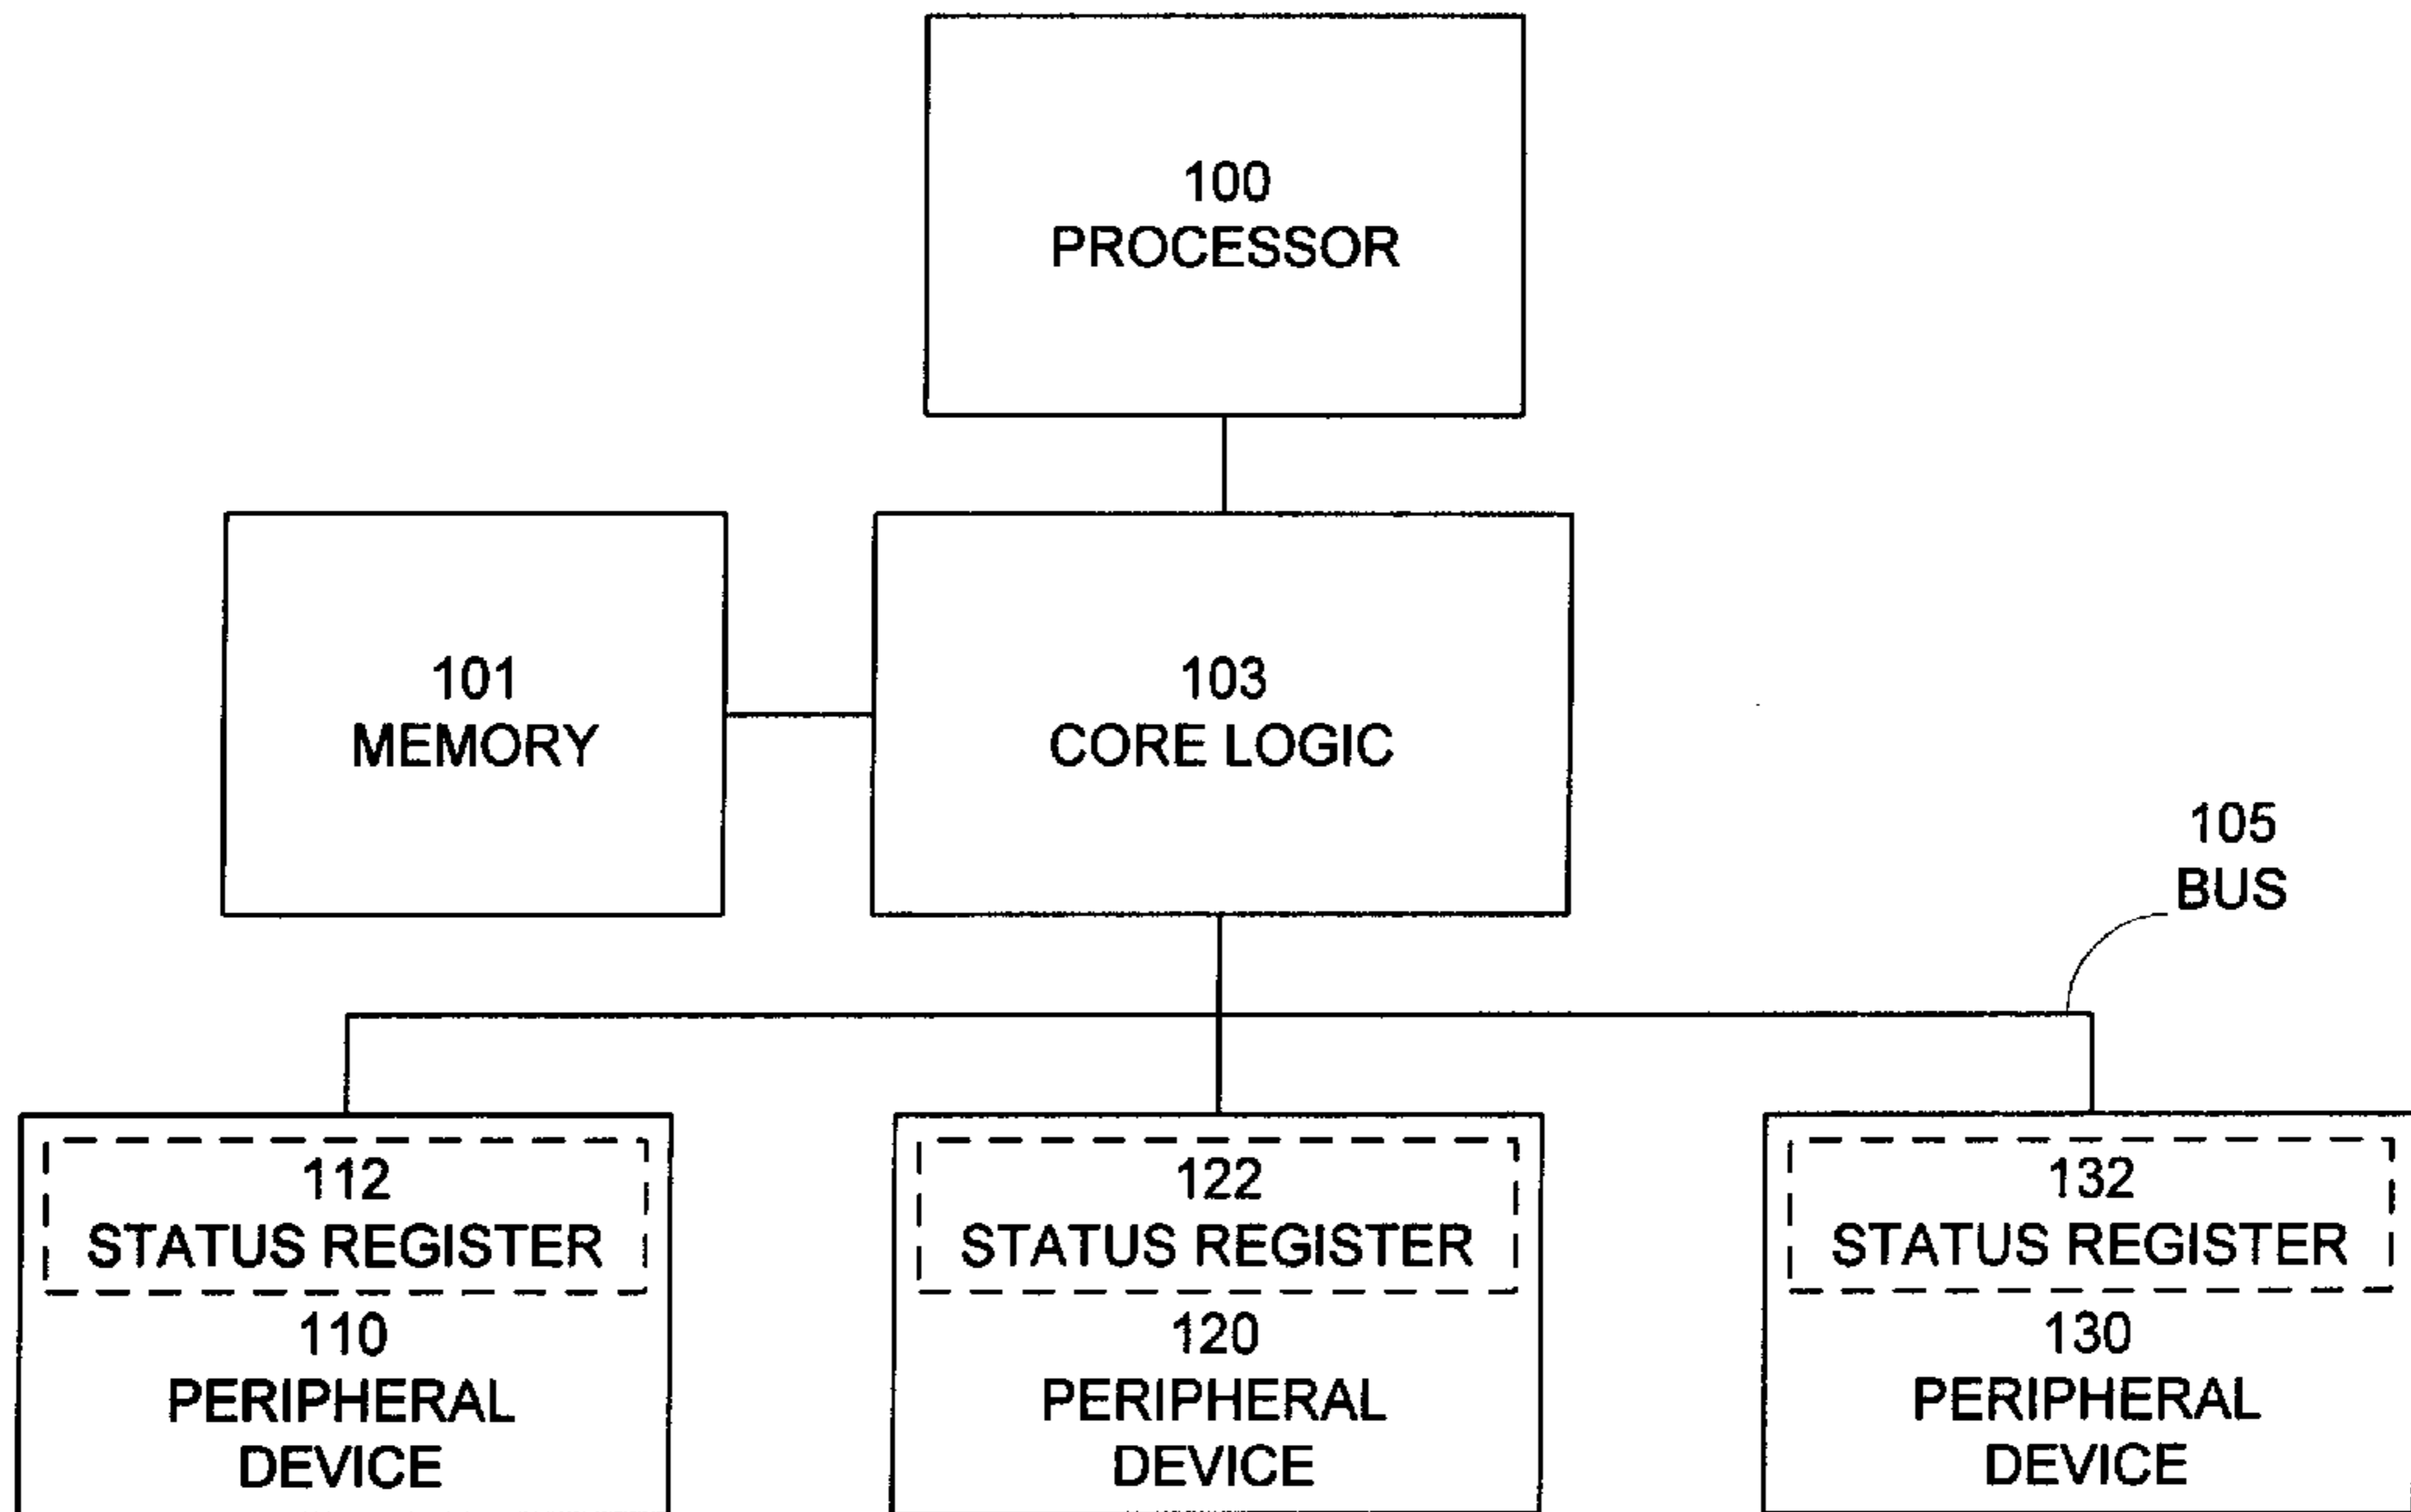 100
PROCESSOR
101
MEMORY
103
CORE LOGIC
105
BUS
112
STATUS REGISTER
110
PERIPHERAL
DEVICE
122
STATUS REGISTER
120
PERIPHERAL
DEVICE
132
STATUS REGISTER
130
PERIPHERAL
DEVICE